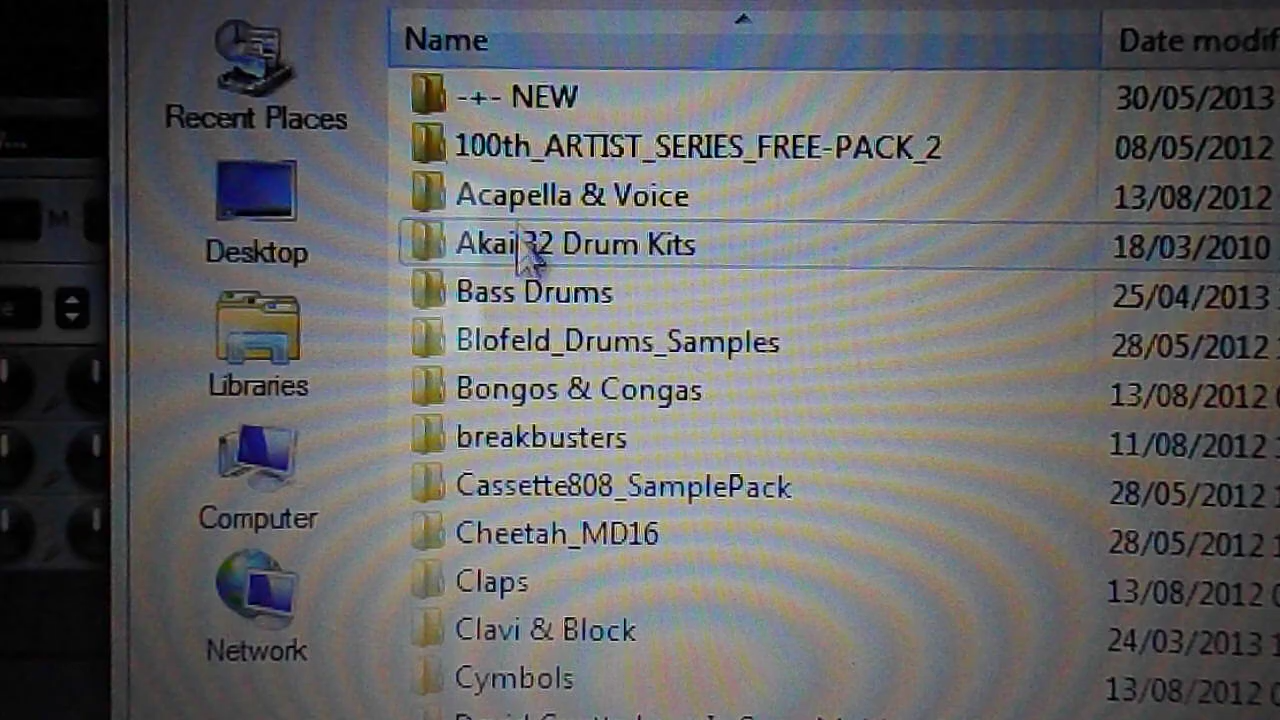 Name Date modif
-+- NEW 30/05/2013
100th_ARTIST_SERIES_FREE-PACK_2 08/05/2012
Acapella & Voice 13/08/2012
Akai 32 Drum Kits 18/03/2010
Bass Drums 25/04/2013
Blofeld_Drums_Samples 28/05/2012
Bongos & Congas 13/08/2012
breakbusters 11/08/2012
Cassette808_SamplePack 28/05/2012
Cheetah_MD16 28/05/2012
Claps 13/08/2012
Clavi & Block 24/03/2013
Cymbols 13/08/2012
Recent Places
Desktop
Libraries
Computer
Network
M